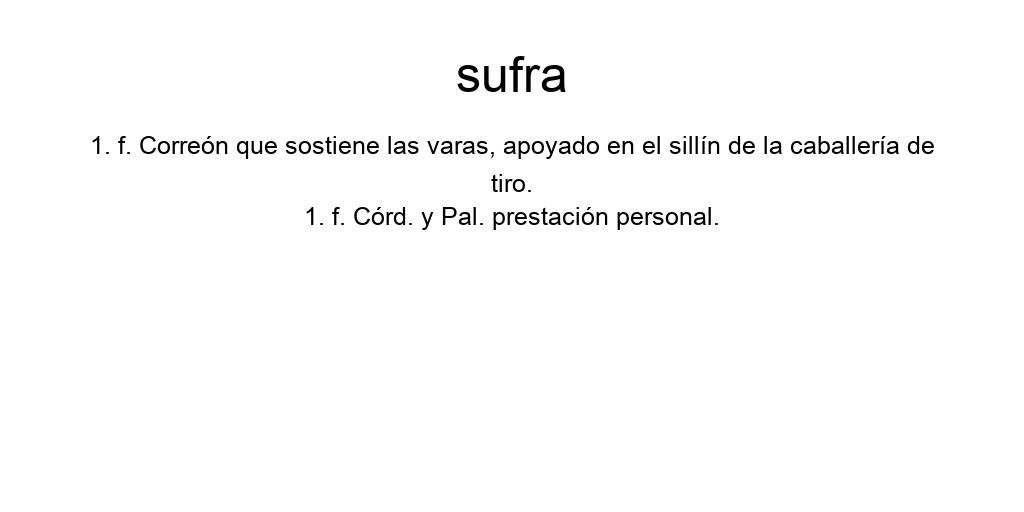 sufra
1. f. Correón que sostiene las varas, apoyado en el sillín de la caballería de
tiro.
1. f. Córd. y Pal. prestación personal.